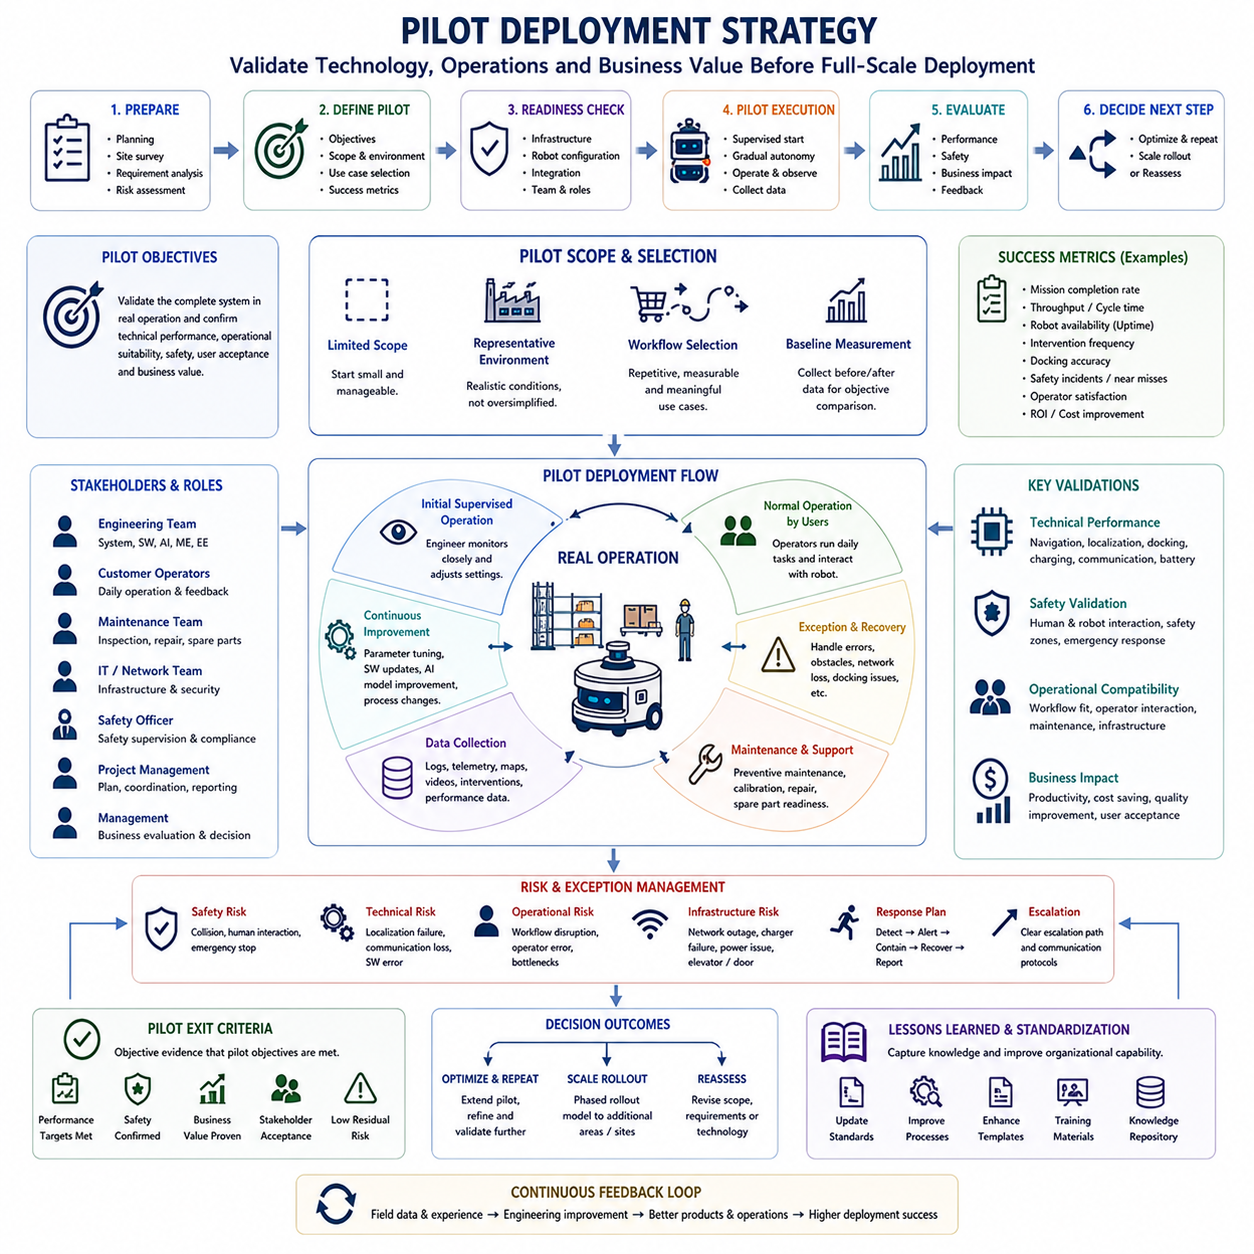 PILOT DEPLOYMENT STRATEGY
Validate Technology, Operations and Business Value Before Full-Scale Deployment
1. PREPARE
• Planning
• Site survey
• Requirement analysis
• Risk assessment
2. DEFINE PILOT
• Objectives
• Scope & environment
• Use case selection
• Success metrics
3. READINESS CHECK
• Infrastructure
• Robot configuration
• Integration
• Team & roles
4. PILOT EXECUTION
• Supervised start
• Gradual autonomy
• Operate & observe
• Collect data
5. EVALUATE
• Performance
• Safety
• Business impact
• Feedback
6. DECIDE NEXT STEP
• Optimize & repeat
• Scale rollout
or Reassess
PILOT OBJECTIVES
Validate the complete system in
real operation and confirm
technical performance, operational
suitability, safety, user acceptance
and business value.
PILOT SCOPE & SELECTION
Limited Scope
Start small and
manageable.
Representative
Environment
Realistic conditions,
not oversimplified.
Workflow Selection
Repetitive, measurable
and meaningful
use cases.
Baseline Measurement
Collect before/after
data for objective
comparison.
SUCCESS METRICS (Examples)
• Mission completion rate
• Throughput / Cycle time
• Robot availability (Uptime)
• Intervention frequency
• Docking accuracy
• Safety incidents / near misses
• Operator satisfaction
• ROI / Cost improvement
STAKEHOLDERS & ROLES
Engineering Team
System, SW, AI, ME, EE
Customer Operators
Daily operation & feedback
Maintenance Team
Inspection, repair, spare parts
IT / Network Team
Infrastructure & security
Safety Officer
Safety supervision & compliance
Project Management
Plan, coordination, reporting
Management
Business evaluation & decision
PILOT DEPLOYMENT FLOW
Initial Supervised
Operation
Engineer monitors
closely and
adjusts settings.
Normal Operation
by Users
Operators run daily
tasks and interact
with robot.
REAL OPERATION
Continuous
Improvement
Parameter tuning,
SW updates, AI
model improvement,
process changes.
Exception & Recovery
Handle errors,
obstacles, network
loss, docking issues,
etc.
Data Collection
Logs, telemetry, maps,
videos, interventions,
performance data.
Maintenance & Support
Preventive maintenance,
calibration, repair,
spare part readiness.
KEY VALIDATIONS
Technical Performance
Navigation, localization, docking,
charging, communication, battery
Safety Validation
Human & robot interaction, safety
zones, emergency response
Operational Compatibility
Workflow fit, operator interaction,
maintenance, infrastructure
$
Business Impact
Productivity, cost saving, quality
improvement, user acceptance
RISK & EXCEPTION MANAGEMENT
Safety Risk
Collision, human interaction,
emergency stop
Technical Risk
Localization failure,
communication loss,
SW error
Operational Risk
Workflow disruption,
operator error,
bottlenecks
Infrastructure Risk
Network outage, charger
failure, power issue,
elevator / door
Response Plan
Detect → Alert →
Contain → Recover →
Report
Escalation
Clear escalation path
and communication
protocols
PILOT EXIT CRITERIA
Objective evidence that pilot objectives are met.
Performance
Targets Met
Safety
Confirmed
Business
Value Proven
Stakeholder
Acceptance
Low Residual
Risk
DECISION OUTCOMES
OPTIMIZE & REPEAT
Extend pilot,
refine and
validate further
SCALE ROLLOUT
Phased rollout
model to additional
areas / sites
REASSESS
Revise scope,
requirements or
technology
LESSONS LEARNED & STANDARDIZATION
Capture knowledge and improve organizational capability.
Update
Standards
Improve
Processes
Enhance
Templates
Training
Materials
Knowledge
Repository
CONTINUOUS FEEDBACK LOOP
Field data & experience → Engineering improvement → Better products & operations → Higher deployment success